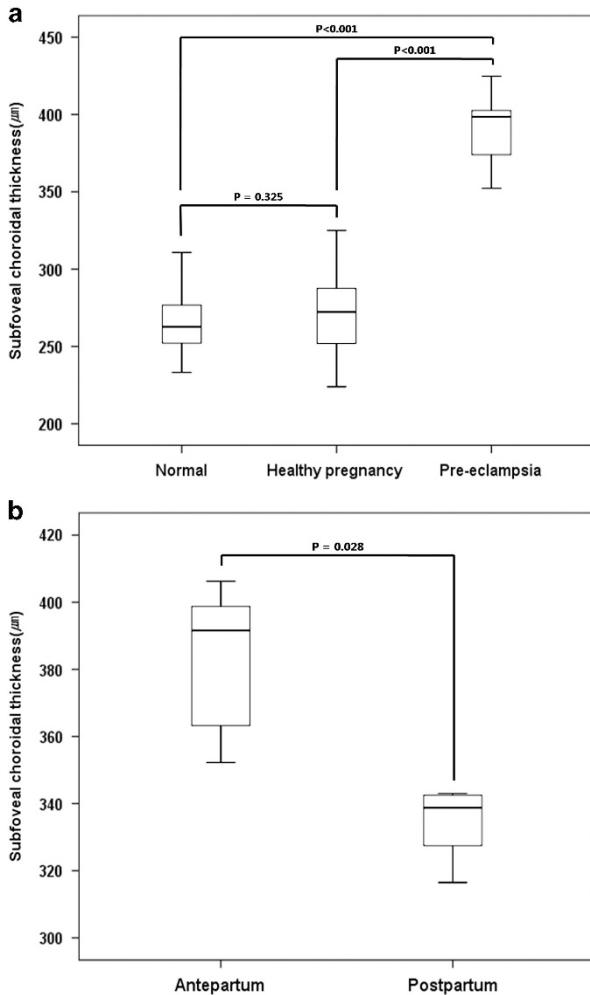 a
P<0.001
P<0.001
P = 0.325
Subfoveal choroidal thickness(㎛)
450
400
350
300
250
200
Normal Healthy pregnancy Pre-eclampsia
b
P = 0.028
Subfoveal choroidal thickness(㎛)
420
400
380
360
340
320
300
Antepartum Postpartum